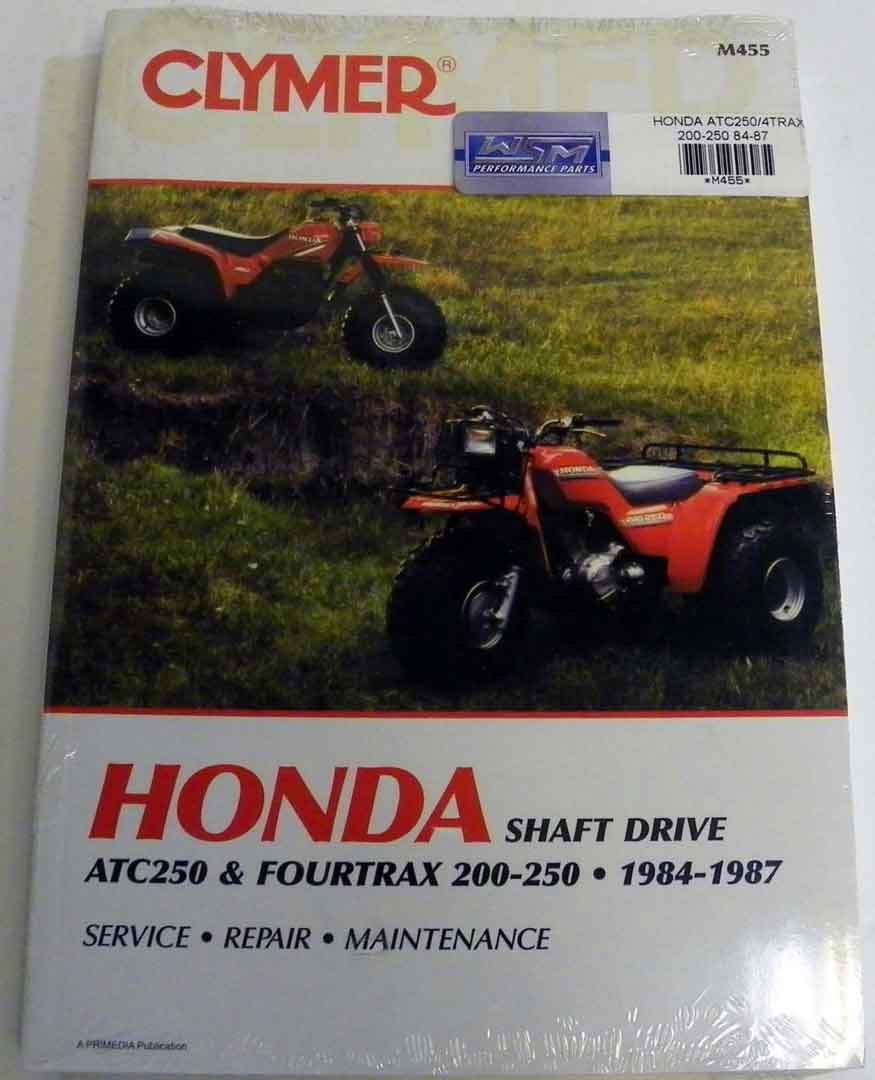 M455
CLYMER®
HONDA ATC250/4TRAX
200-250 84-87
*M455*
WSM
PERFORMANCE PARTS
HONDA
HONDA
HONDA SHAFT DRIVE
ATC250 & FOURTRAX 200-250 • 1984-1987
SERVICE • REPAIR • MAINTENANCE
A PRIMEDIA Publication